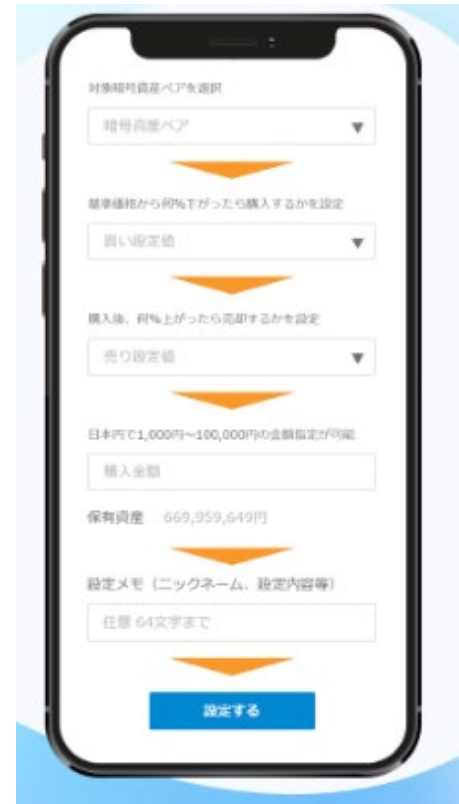 対象暗号資産ペアを選択
暗号資産ペア
基準価格から何%下がったら購入するかを設定
買い設定値
購入後、何%上がったら売却するかを設定
売り設定値
日本円で1,000円～100,000円の金額指定が可能
購入金額
保有資産 669,959,649円
設定メモ（ニックネーム、設定内容等）
任意 64文字まで
設定する